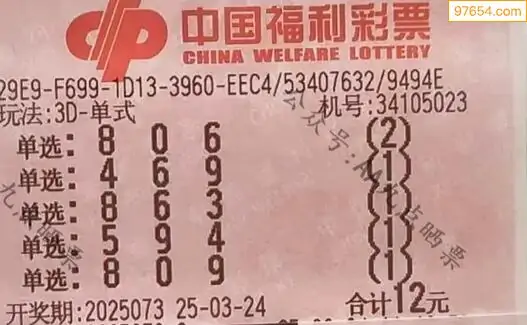 97654.com
中国福利彩票
CHINA WELFARE LOTTERY
29E9-F699-1D13-3960-EEC4/53407632/9494E
玩法:3D-单式 机号:34105023
单选:8 0 6 (2)
单选:4 6 9 (1)
单选:8 6 3 (1)
单选:5 9 4 (1)
单选:8 0 9 (1)
开奖期:2025073 25-03-24 合计12元